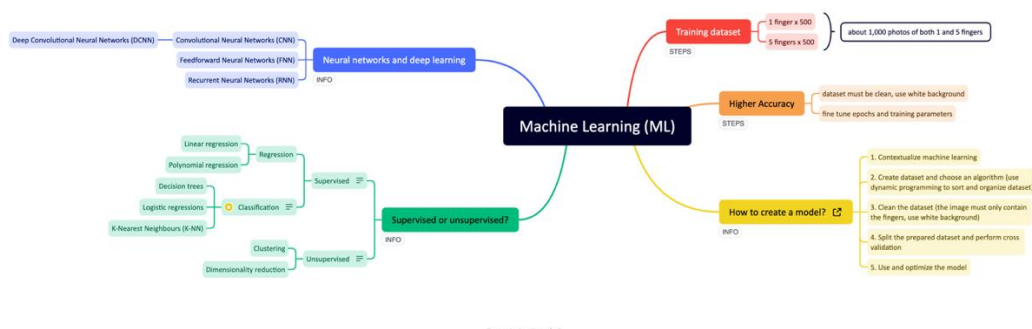 Machine Learning (ML)
Training dataset
STEPS
1 finger x 500
5 fingers x 500
about 1,000 photos of both 1 and 5 fingers
Higher Accuracy
STEPS
dataset must be clean, use white background
fine tune epochs and training parameters
How to create a model?
INFO
1. Contextualize machine learning
2. Create dataset and choose an algorithm (use
dynamic programming to sort and organize dataset)
3. Clean the dataset (the image must only contain
the fingers, use white background)
4. Split the prepared dataset and perform cross
validation
5. Use and optimize the model
Neural networks and deep learning
INFO
Convolutional Neural Networks (CNN)
Deep Convolutional Neural Networks (DCNN)
Feedforward Neural Networks (FNN)
Recurrent Neural Networks (RNN)
Supervised or unsupervised?
INFO
Supervised
Regression
Linear regression
Polynomial regression
Classification
Decision trees
Logistic regressions
K-Nearest Neighbours (K-NN)
Unsupervised
Clustering
Dimensionality reduction